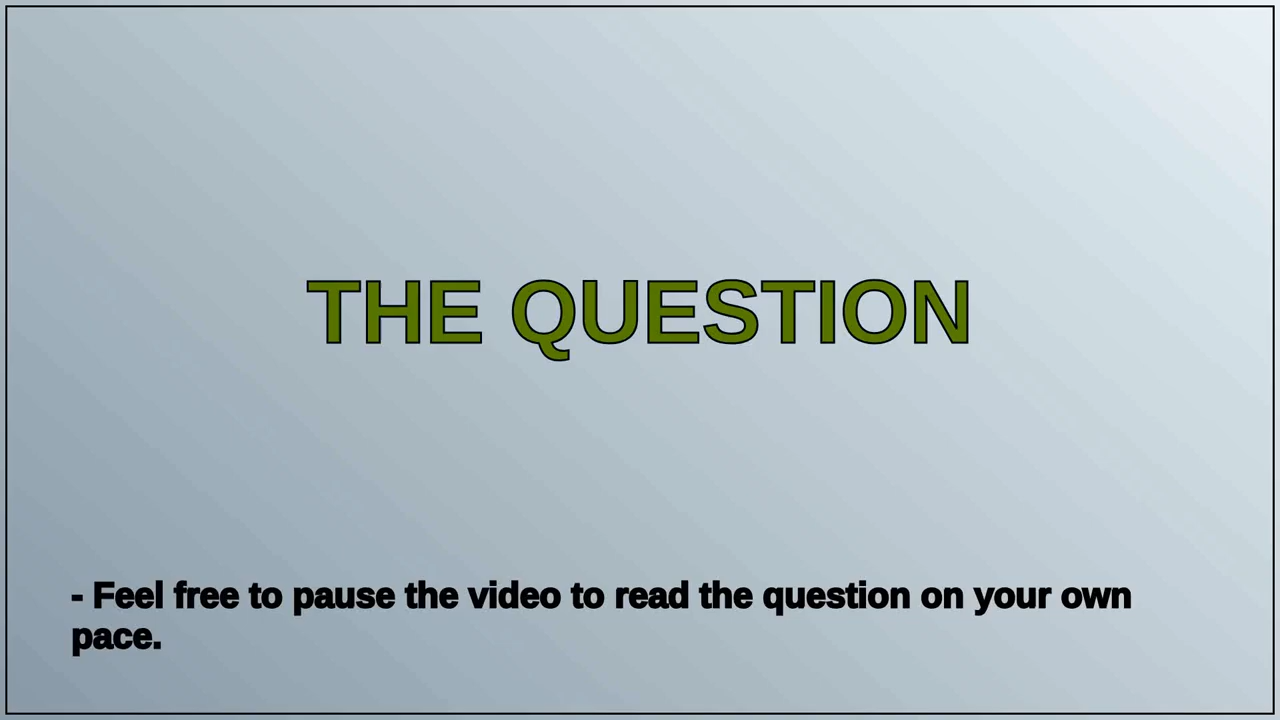 THE QUESTION
- Feel free to pause the video to read the question on your own
pace.